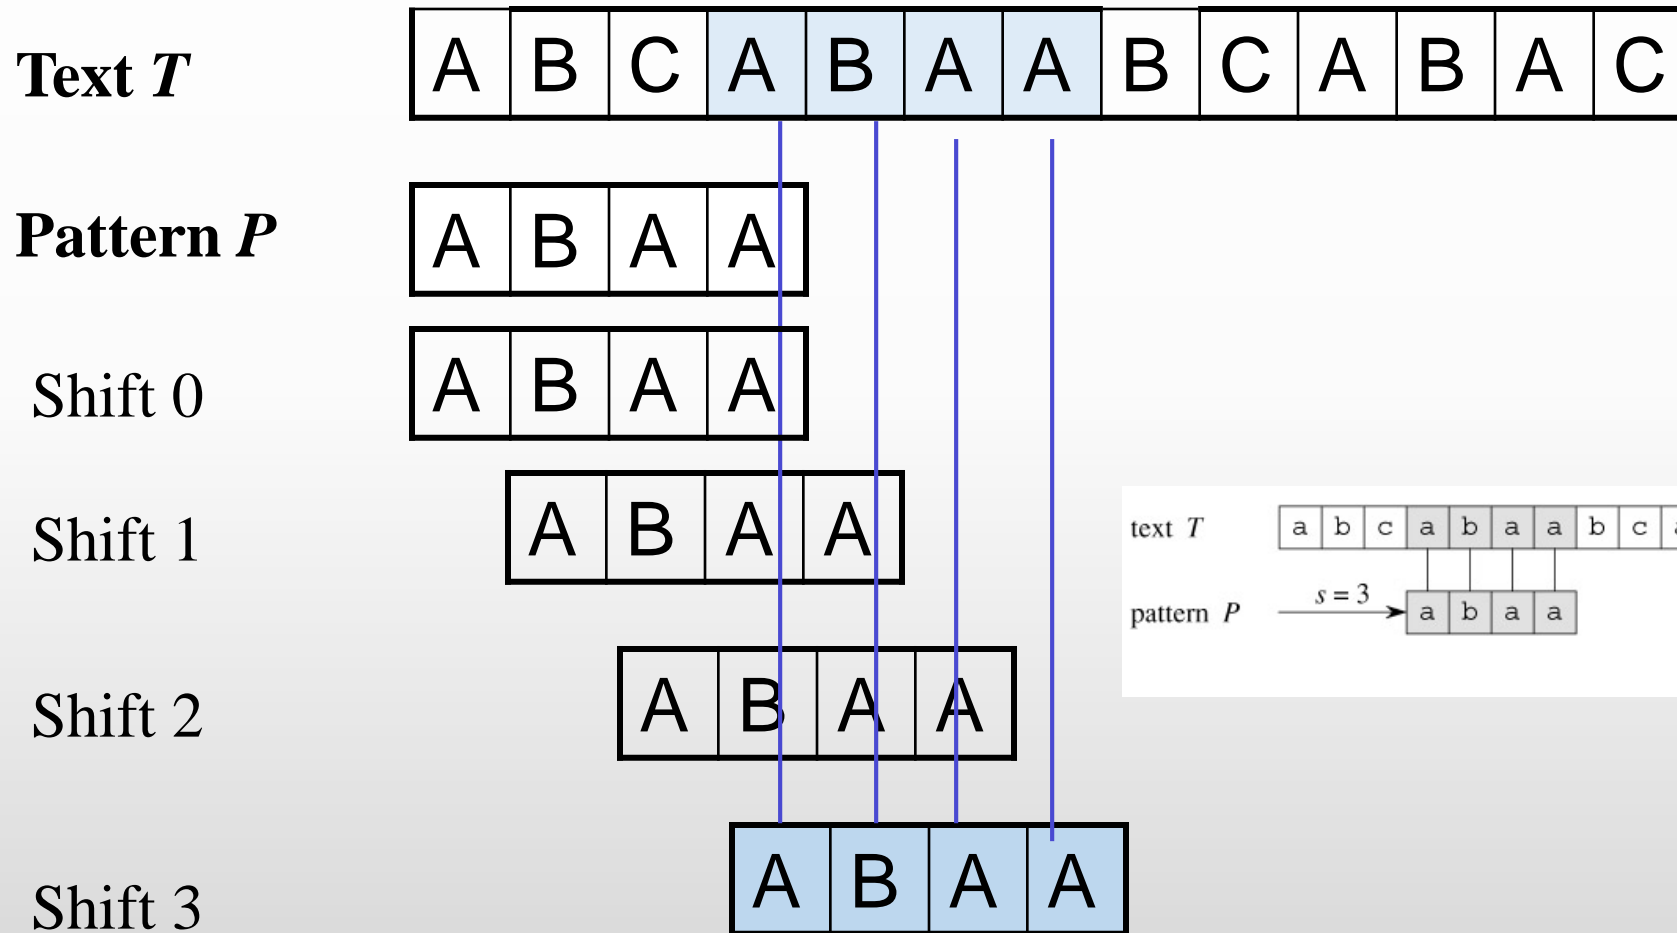 Text T A B C A B A A B C A B A C
Pattern P A B A A
Shift 0 A B A A
Shift 1 A B A A
text T a b c a b a a b c
s = 3
pattern P a b a a
Shift 2 A B A A
Shift 3 A B A A